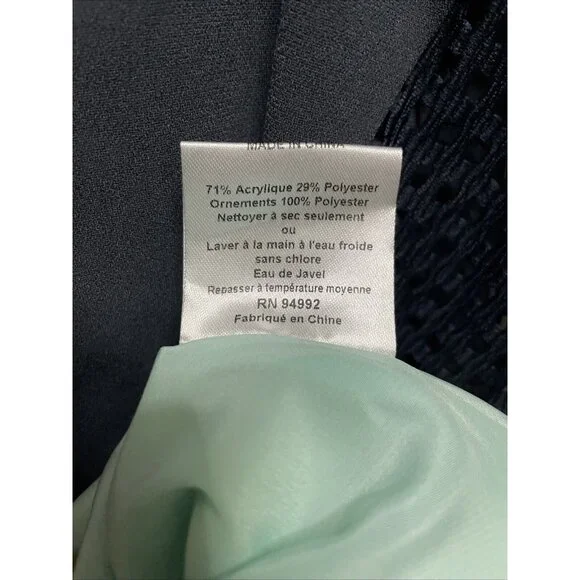 MADE IN CHINA
71% Acrylique 29% Polyester
Ornements 100% Polyester
Nettoyer à sec seulement
ou
Laver à la main à l'eau froide
sans chlore
Eau de Javel
Repasser à température moyenne
RN 94992
Fabriqué en Chine